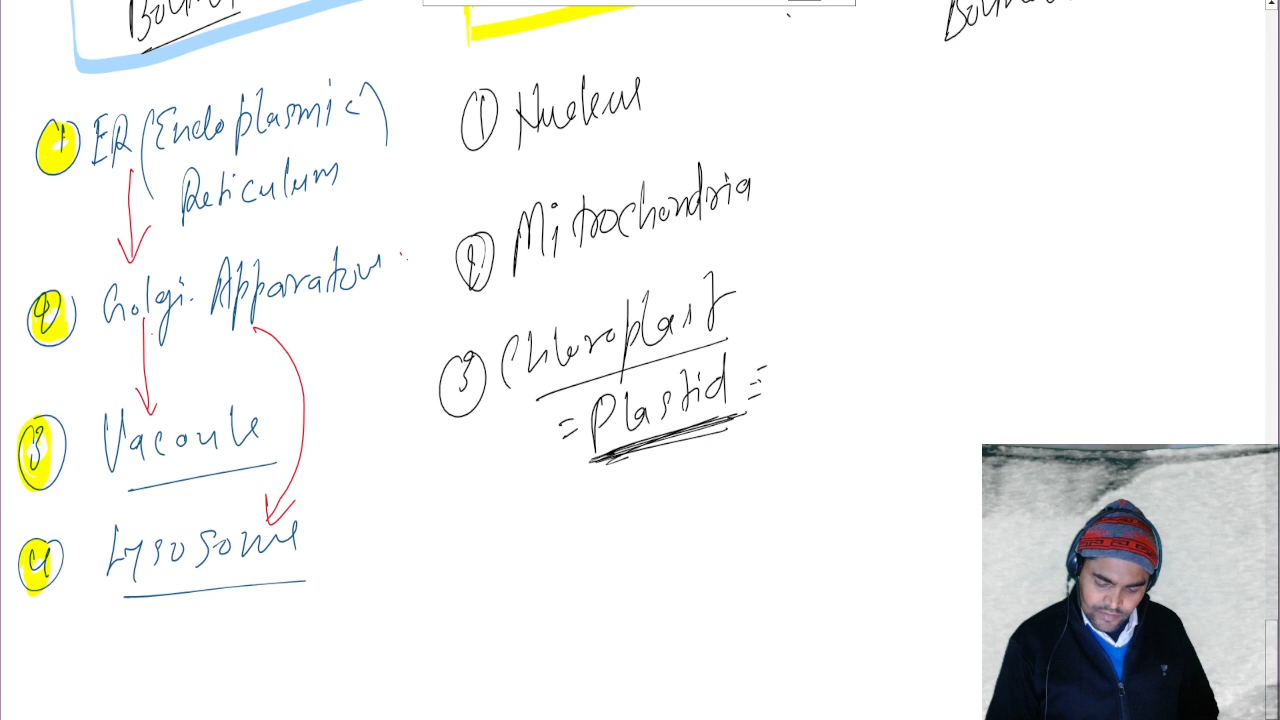 ① ER (Endoplasmic
Reticulum)
② Golgi Apparatus
③ Vacoule
④ Lysosome
① Nucleus
② Mitochondria
③ Chloroplast
= Plastid =